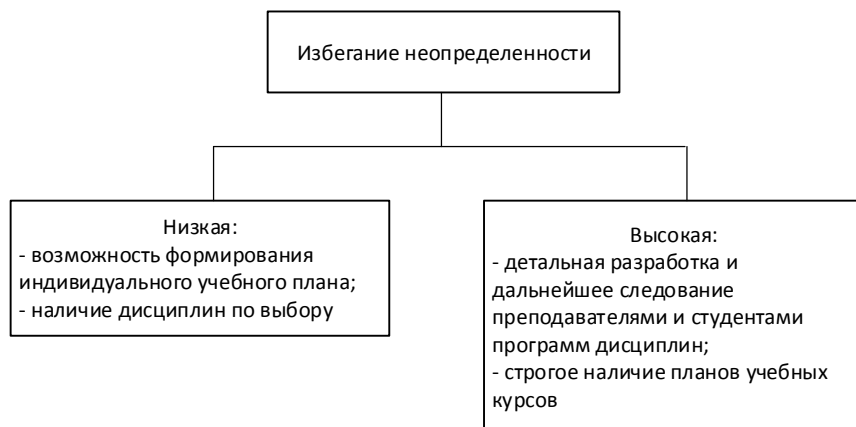 Избегание неопределенности
Низкая:
- возможность формирования
индивидуального учебного плана;
- наличие дисциплин по выбору
Высокая:
- детальная разработка и
дальнейшее следование
преподавателями и студентами
программ дисциплин;
- строгое наличие планов учебных
курсов